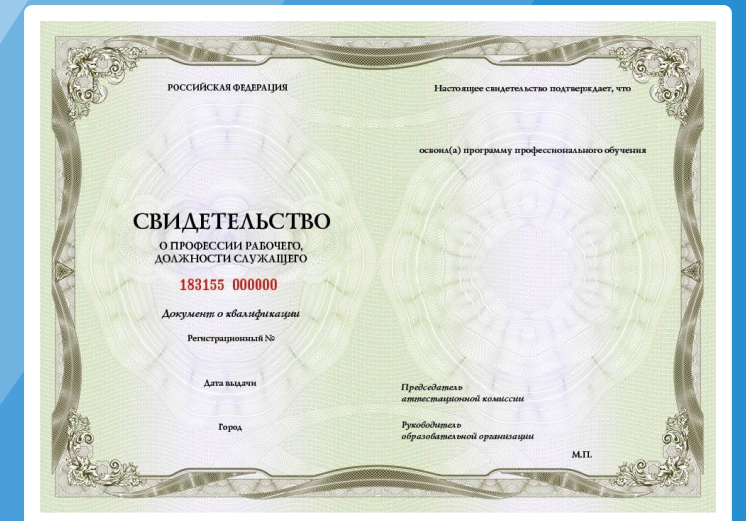 РОССИЙСКАЯ ФЕДЕРАЦИЯ
СВИДЕТЕЛЬСТВО
О ПРОФЕССИИ РАБОЧЕГО,
ДОЛЖНОСТИ СЛУЖАЩЕГО
183155 000000
Документ о квалификации
Регистрационный №
Дата выдачи
Город
Настоящее свидетельство подтверждает, что
освоил(а) программу профессионального обучения
Председатель
аттестационной комиссии
Руководитель
образовательной организации
М.П.